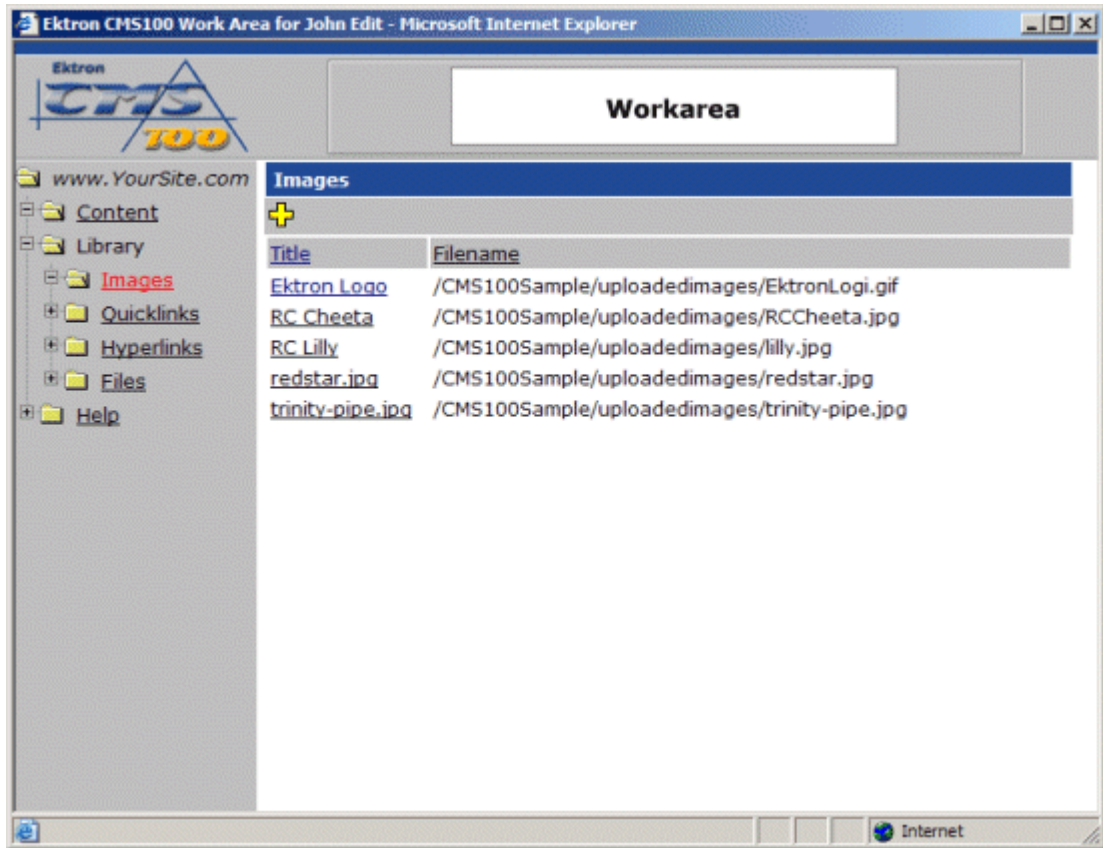 Ektron CMS100 Work Area for John Edit - Microsoft Internet Explorer
Ektron
CMS
100
Workarea
www.YourSite.com
Content
Library
Images
Quicklinks
Hyperlinks
Files
Help
Images
Title Filename
Ektron Logo /CMS100Sample/uploadedimages/EktronLogi.gif
RC Cheeta /CMS100Sample/uploadedimages/RCCheeta.jpg
RC Lilly /CMS100Sample/uploadedimages/lilly.jpg
redstar.jpg /CMS100Sample/uploadedimages/redstar.jpg
trinity-pipe.jpg /CMS100Sample/uploadedimages/trinity-pipe.jpg
Internet